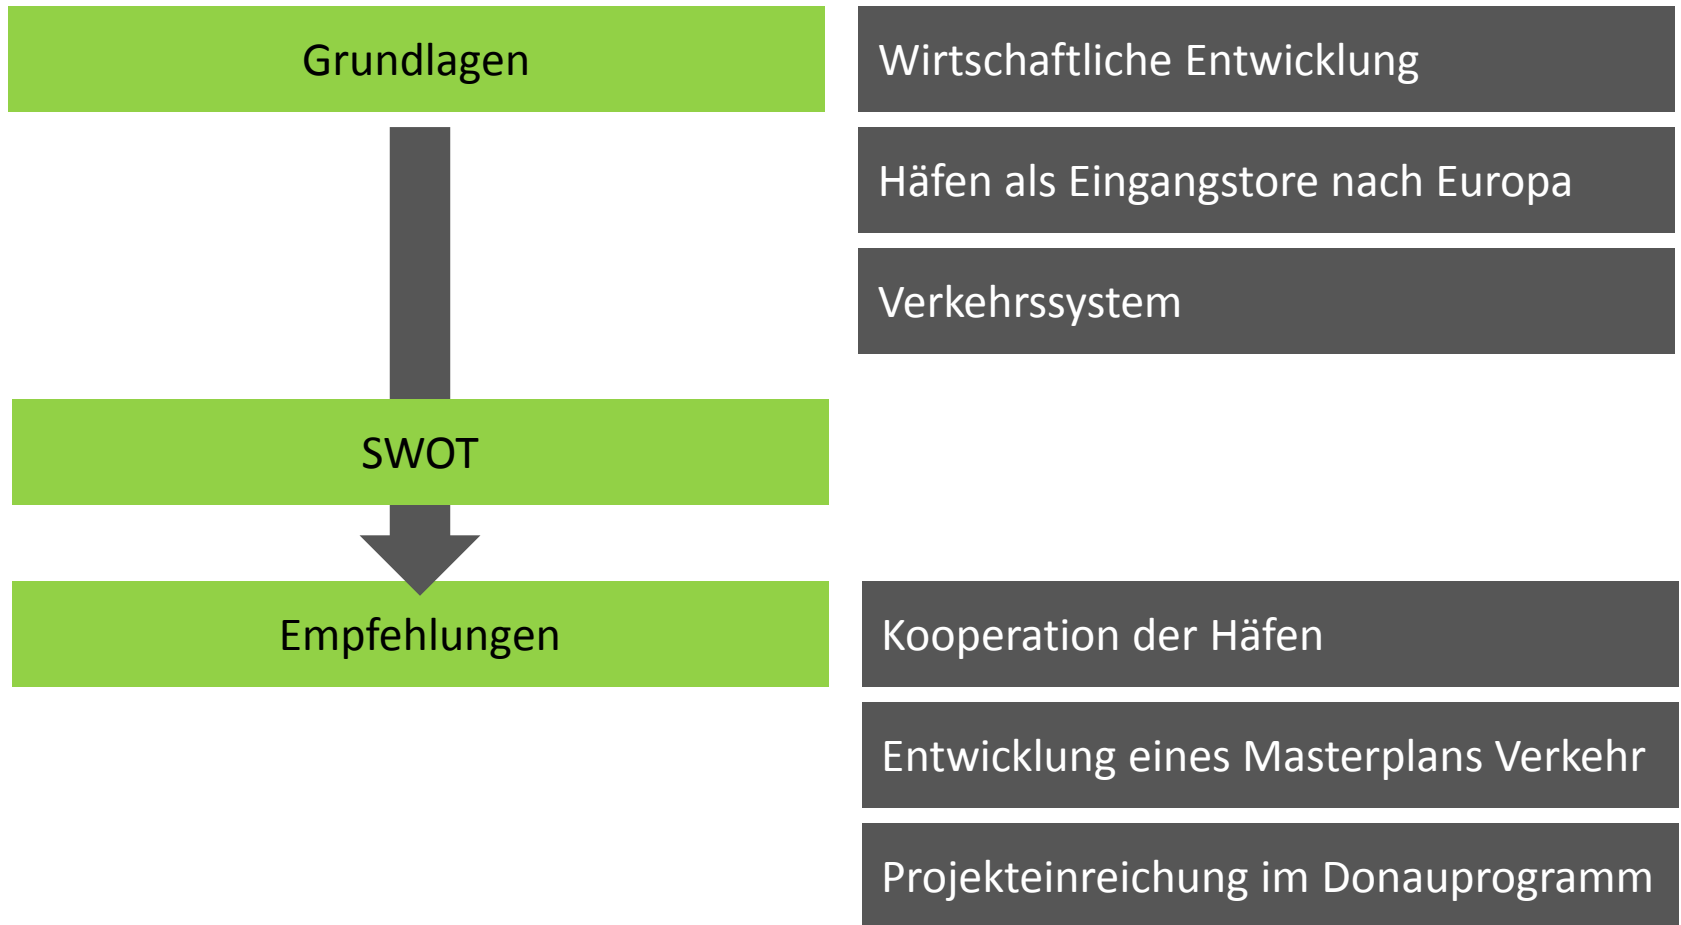 Grundlagen
Wirtschaftliche Entwicklung
Häfen als Eingangstore nach Europa
Verkehrssystem
SWOT
Empfehlungen
Kooperation der Häfen
Entwicklung eines Masterplans Verkehr
Projekteinreichung im Donauprogramm